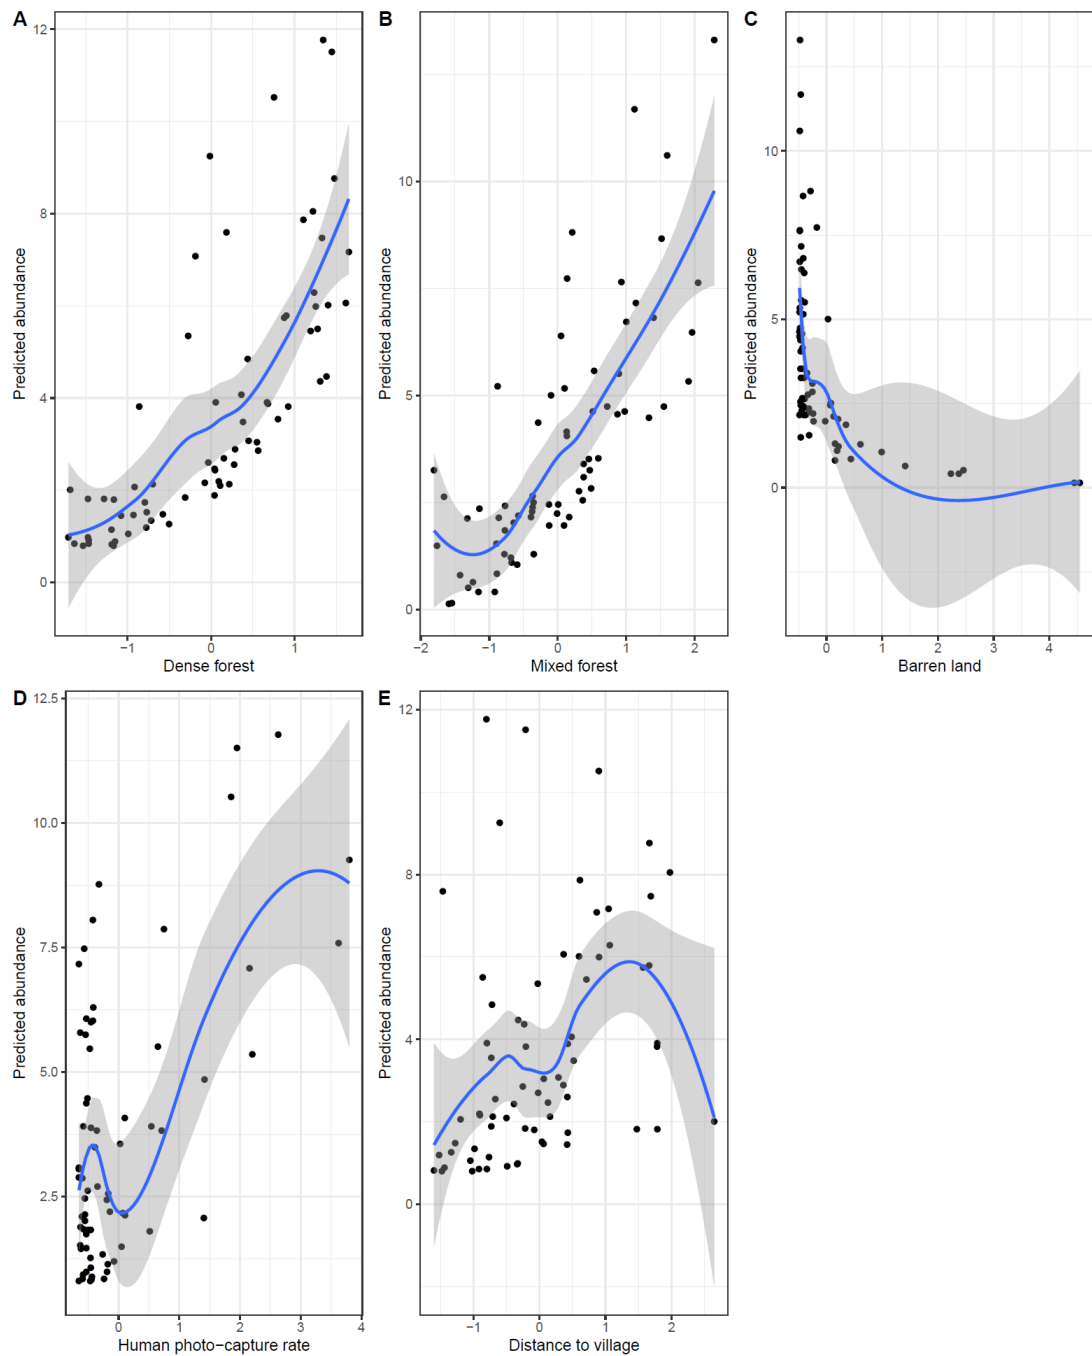 A
Predicted abundance
12
8
4
0
−1
0
1
Dense forest
B
Predicted abundance
10
5
0
−2
−1
0
1
2
Mixed forest
C
Predicted abundance
10
5
0
0
1
2
3
4
Barren land
D
Predicted abundance
12.5
10.0
7.5
5.0
2.5
0
1
2
3
4
Human photo−capture rate
E
Predicted abundance
12
8
4
0
−1
0
1
2
Distance to village